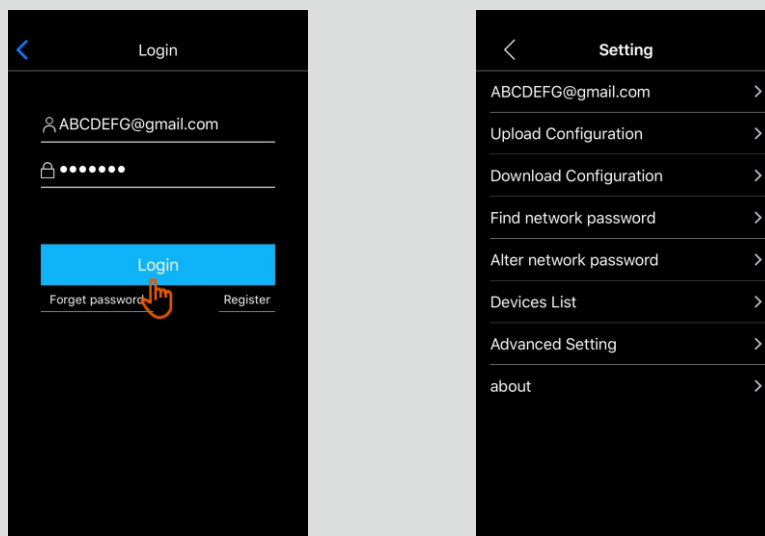 Login
ABCDEFG@gmail.com
•••••••
Login
Forget password
Register
Setting
ABCDEFG@gmail.com
Upload Configuration
Download Configuration
Find network password
Alter network password
Devices List
Advanced Setting
about